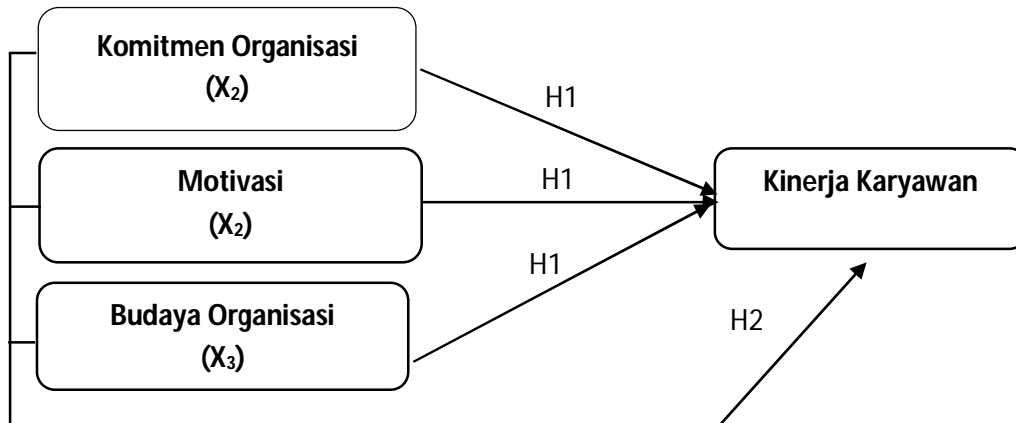 Komitmen Organisasi
(X₂)
H1
Motivasi
(X₂)
H1
Kinerja Karyawan
H1
Budaya Organisasi
(X₃)
H2